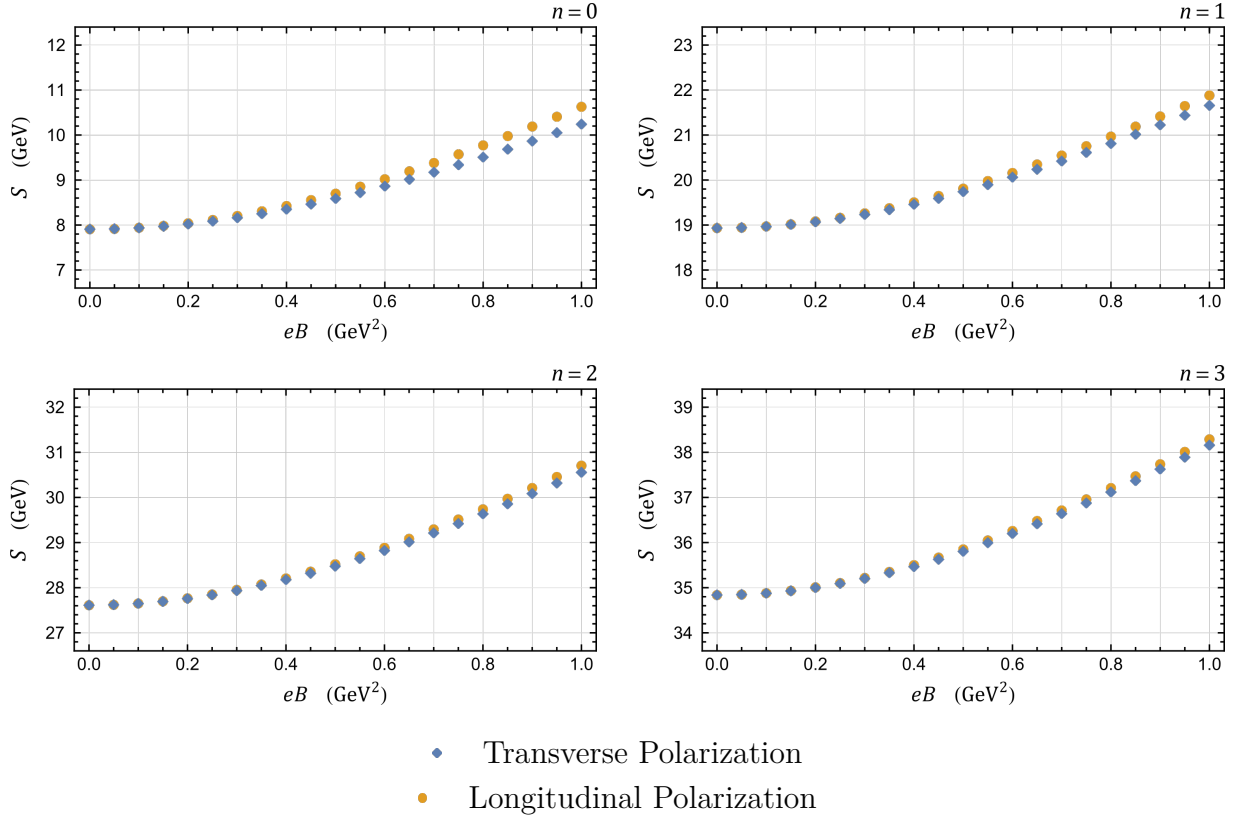 n = 0
12
11
10
9
8
7
S (GeV)
0.0 0.2 0.4 0.6 0.8 1.0
eB (GeV²)
n = 1
23
22
21
20
19
18
S (GeV)
0.0 0.2 0.4 0.6 0.8 1.0
eB (GeV²)
n = 2
32
31
30
29
28
27
S (GeV)
0.0 0.2 0.4 0.6 0.8 1.0
eB (GeV²)
n = 3
39
38
37
36
35
34
S (GeV)
0.0 0.2 0.4 0.6 0.8 1.0
eB (GeV²)
Transverse Polarization
Longitudinal Polarization